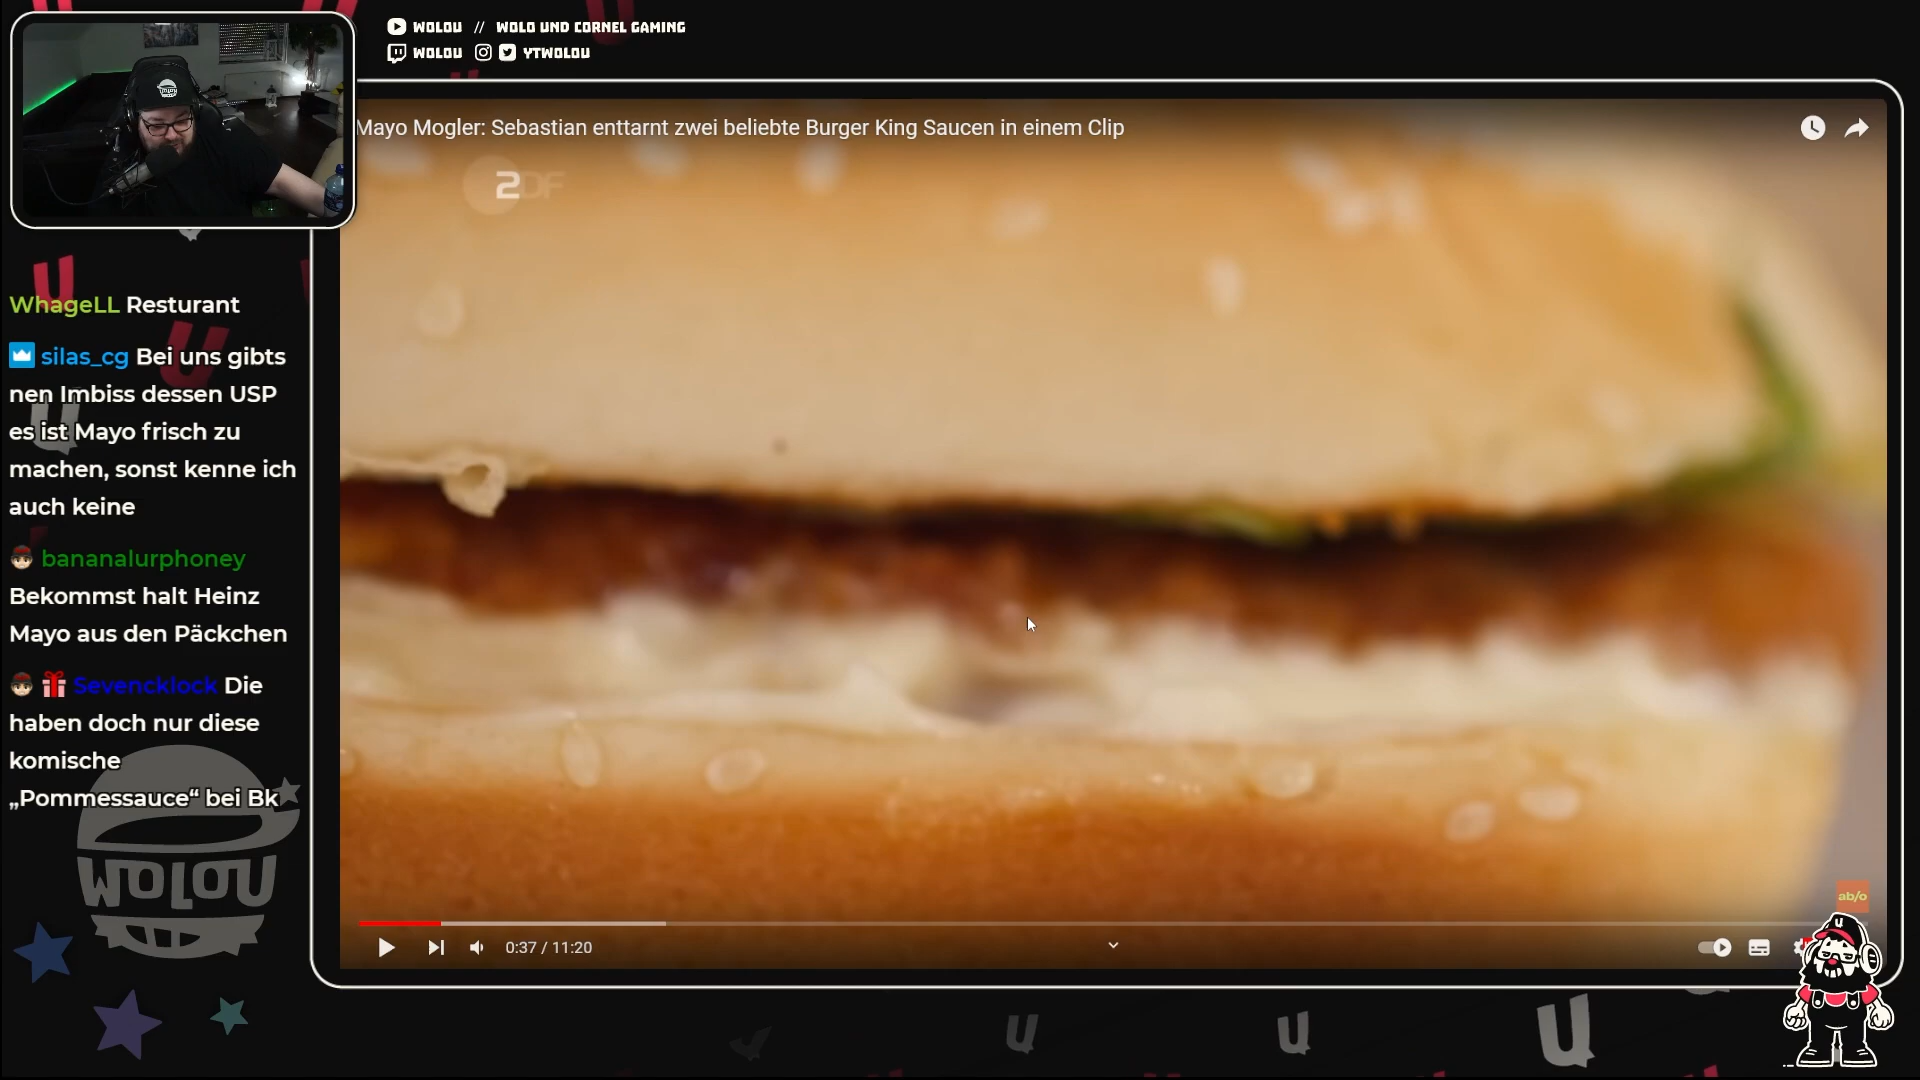 WOLOU // WOLO UND CORNEL GAMING
WOLOU YTWOLOU
Mayo Mogler: Sebastian enttarnt zwei beliebte Burger King Saucen in einem Clip
2DF
WhageLL Resturant
silas_cg Bei uns gibts
nen Imbiss dessen USP
es ist Mayo frisch zu
machen, sonst kenne ich
auch keine
bananalurphoney
Bekommst halt Heinz
Mayo aus den Päckchen
Sevencklock Die
haben doch nur diese
komische
„Pommessauce“ bei Bk
WOLOU
ab/o
0:37 / 11:20